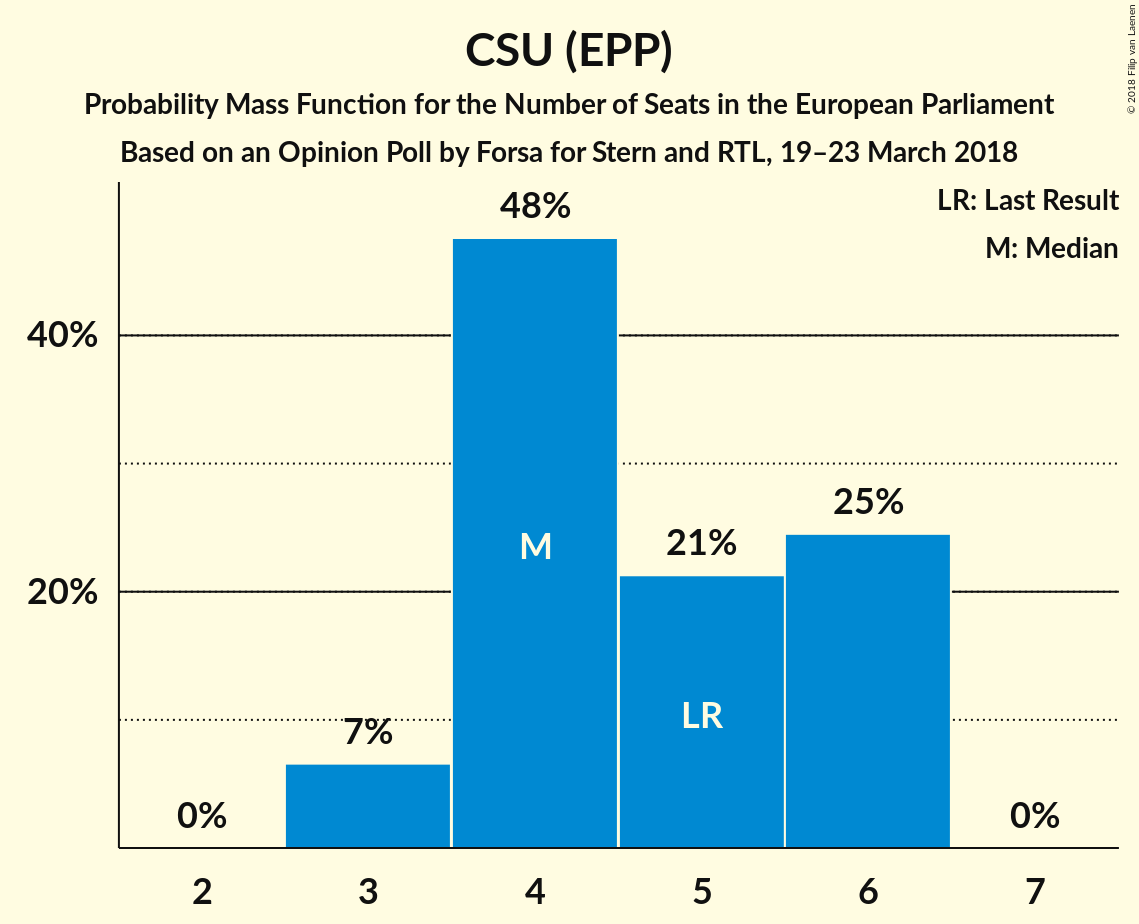 CSU (EPP)
Probability Mass Function for the Number of Seats in the European Parliament
Based on an Opinion Poll by Forsa for Stern and RTL, 19–23 March 2018
© 2018 Filip van Laenen
LR: Last Result
M: Median
48%
40%
25%
M
21%
20%
LR
7%
0%
0%
2 3 4 5 6 7